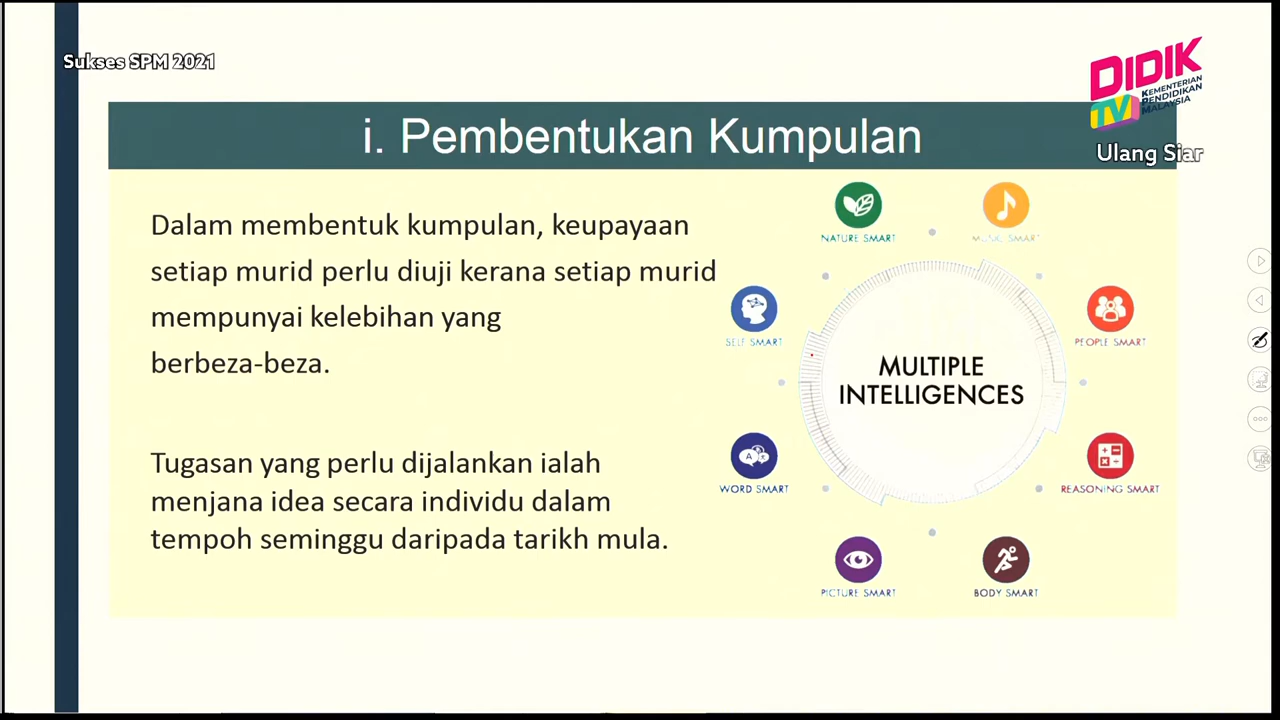 Sukses SPM 2021
DIDIK
TV
KEMENTERIAN
PENDIDIKAN
MALAYSIA
Ulang Siar
i. Pembentukan Kumpulan
Dalam membentuk kumpulan, keupayaan
setiap murid perlu diuji kerana setiap murid
mempunyai kelebihan yang
berbeza-beza.
Tugasan yang perlu dijalankan ialah
menjana idea secara individu dalam
tempoh seminggu daripada tarikh mula.
NATURE SMART
MUSIC SMART
SELF SMART
PEOPLE SMART
MULTIPLE
INTELLIGENCES
WORD SMART
REASONING SMART
PICTURE SMART
BODY SMART